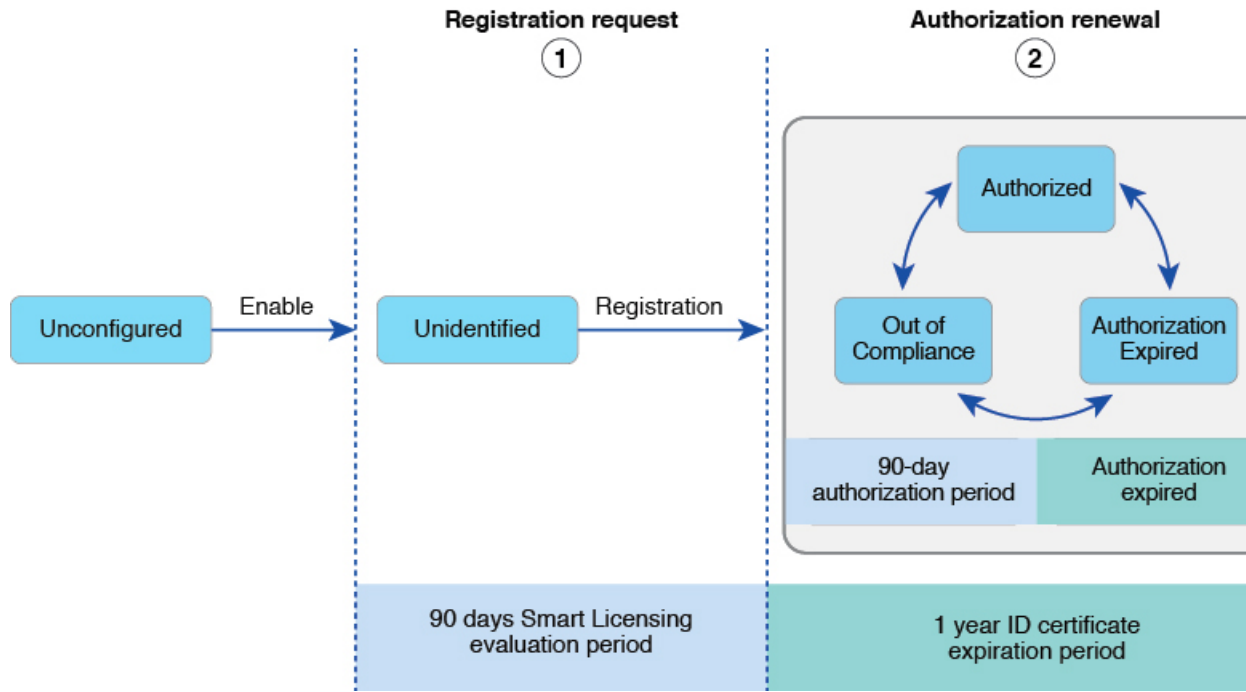 Registration request
1
Authorization renewal
2
Unconfigured
Enable
Unidentified
Registration
Authorized
Out of
Compliance
Authorization
Expired
90-day
authorization period
Authorization
expired
90 days Smart Licensing
evaluation period
1 year ID certificate
expiration period